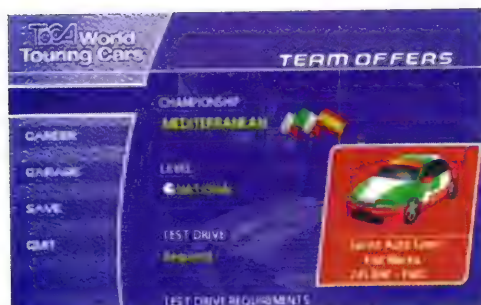 TOCA World
Touring Cars
TEAM OFFERS
CHAMPIONSHIP
MEDITERRANEAN
CAREER
GARAGE
LEVEL
NATIONAL
SAVE
QUIT
TEST DRIVE
Required
TEST DRIVE REQUIREMENTS